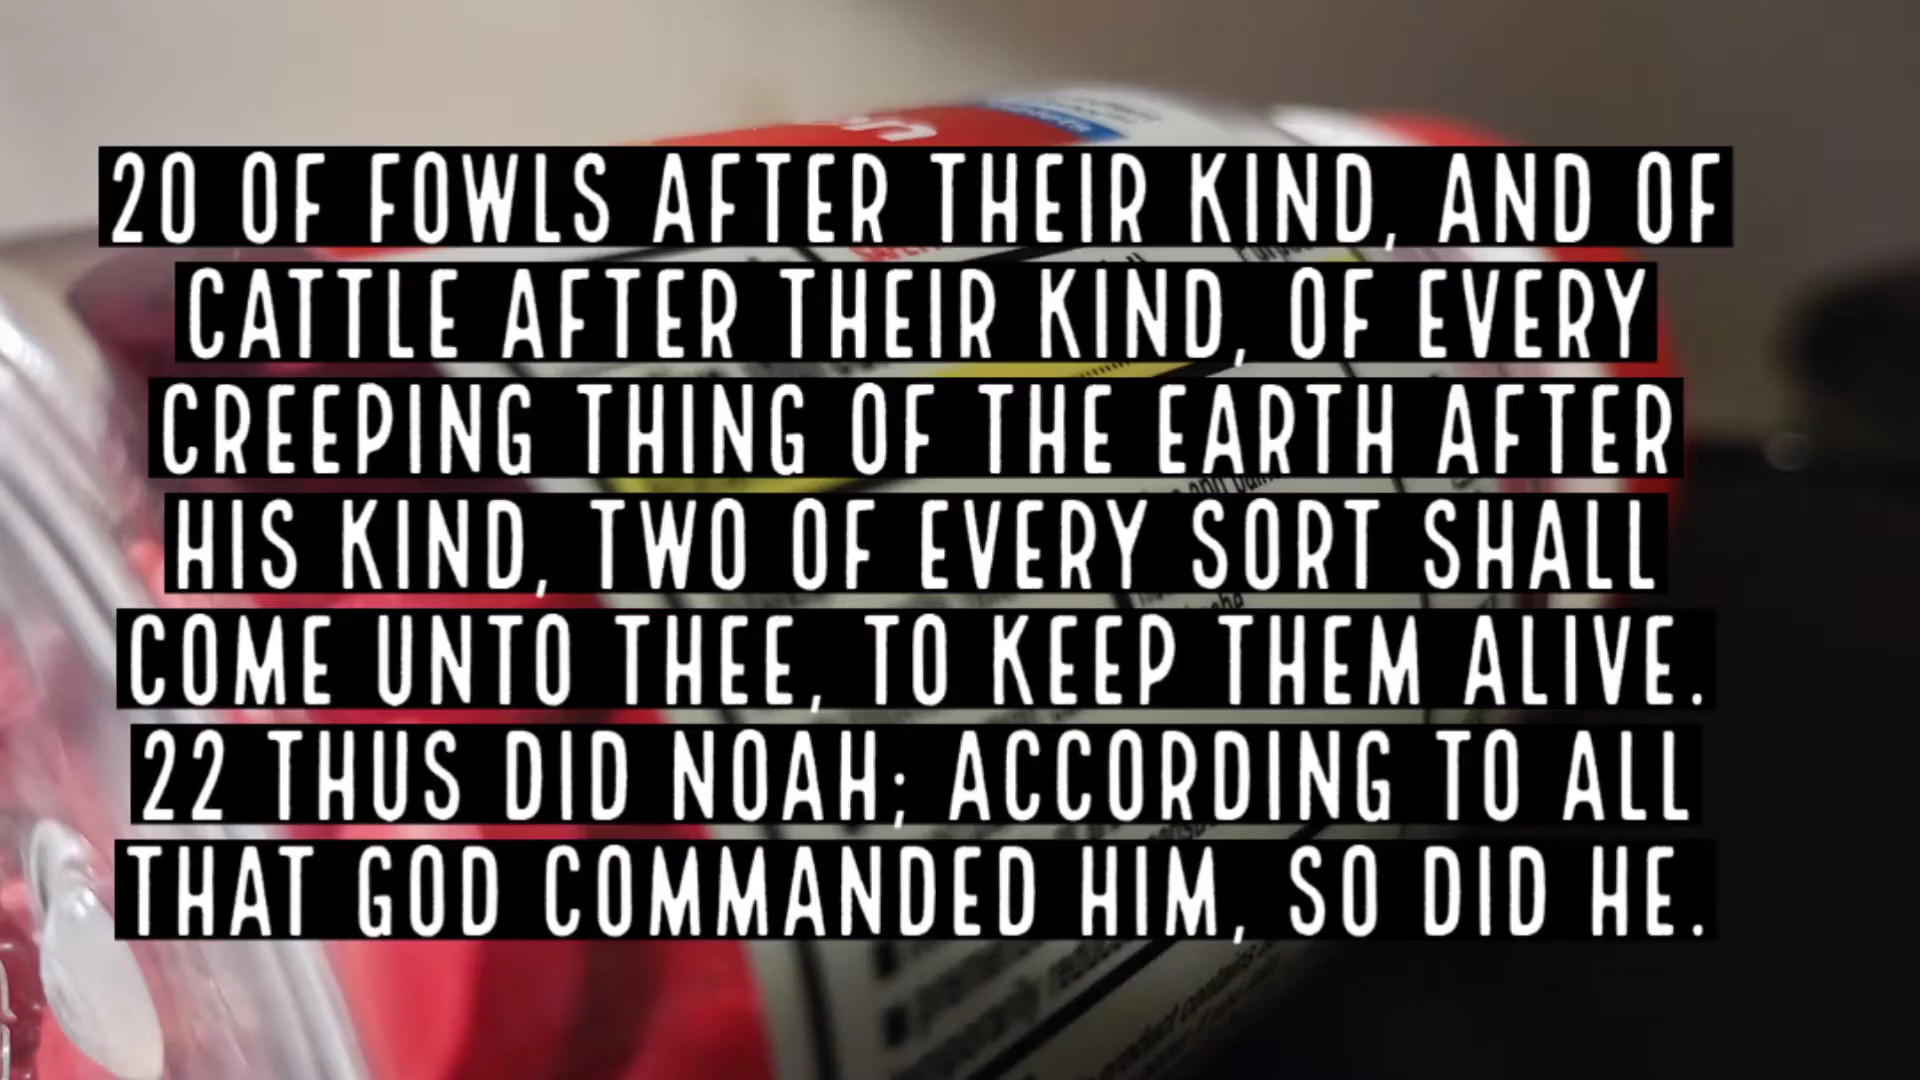 20 OF FOWLS AFTER THEIR KIND, AND OF
CATTLE AFTER THEIR KIND, OF EVERY
CREEPING THING OF THE EARTH AFTER
HIS KIND, TWO OF EVERY SORT SHALL
COME UNTO THEE, TO KEEP THEM ALIVE.
22 THUS DID NOAH; ACCORDING TO ALL
THAT GOD COMMANDED HIM, SO DID HE.